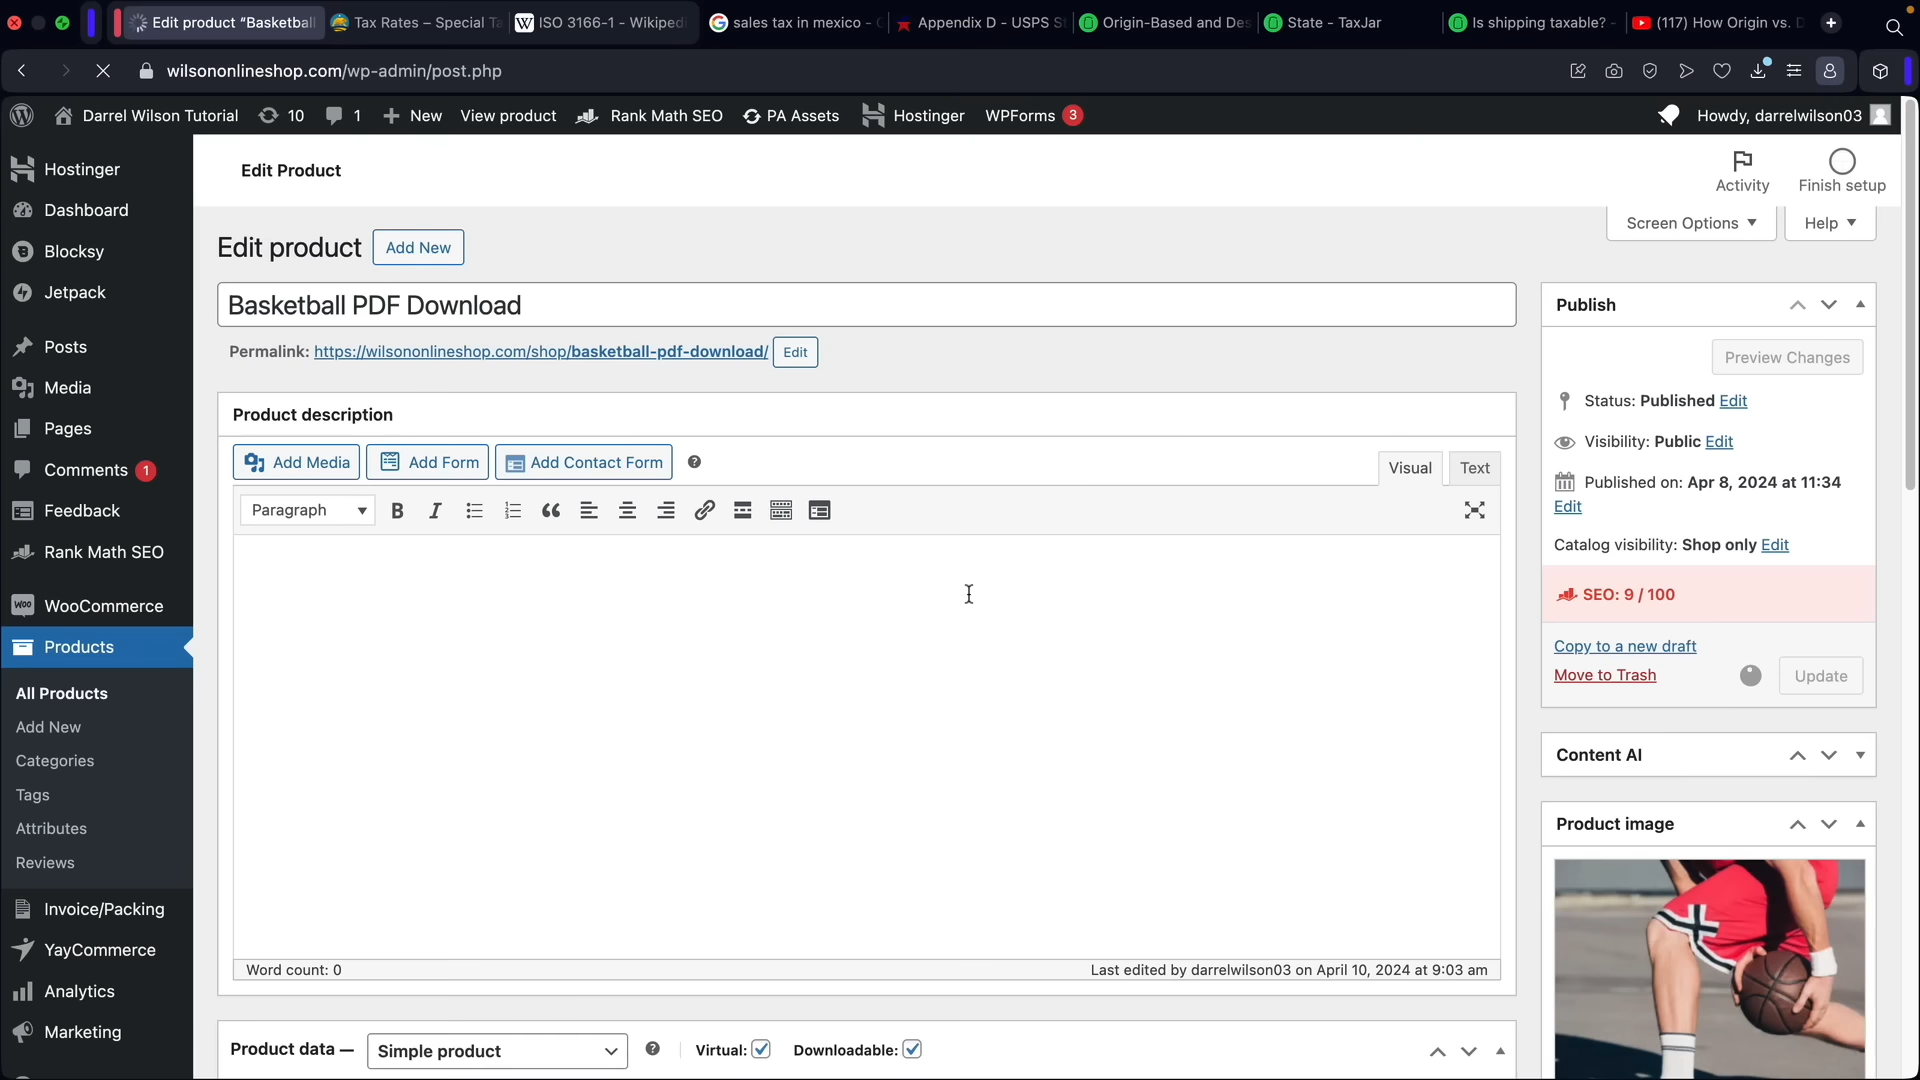 Edit product “Basketball
Tax Rates – Special Ta
ISO 3166-1 - Wikiped
sales tax in mexico -
Appendix D - USPS S
Origin-Based and Des
State - TaxJar
Is shipping taxable? -
(117) How Origin vs. D
wilsononlineshop.com/wp-admin/post.php
Darrel Wilson Tutorial
10
1
New
View product
Rank Math SEO
PA Assets
Hostinger
WPForms 3
Howdy, darrelwilson03
Hostinger
Dashboard
Blocksy
Jetpack
Posts
Media
Pages
Comments 1
Feedback
Rank Math SEO
WooCommerce
Products
All Products
Add New
Categories
Tags
Attributes
Reviews
Invoice/Packing
YayCommerce
Analytics
Marketing
Edit Product
Activity
Finish setup
Screen Options
Help
Edit product
Add New
Basketball PDF Download
Permalink: https://wilsononlineshop.com/shop/basketball-pdf-download/ Edit
Product description
Add Media
Add Form
Add Contact Form
Visual
Text
Paragraph
Word count: 0
Last edited by darrelwilson03 on April 10, 2024 at 9:03 am
Product data —
Simple product
Virtual:
Downloadable:
Publish
Preview Changes
Status: Published Edit
Visibility: Public Edit
Published on: Apr 8, 2024 at 11:34
Edit
Catalog visibility: Shop only Edit
SEO: 9 / 100
Copy to a new draft
Move to Trash
Update
Content AI
Product image